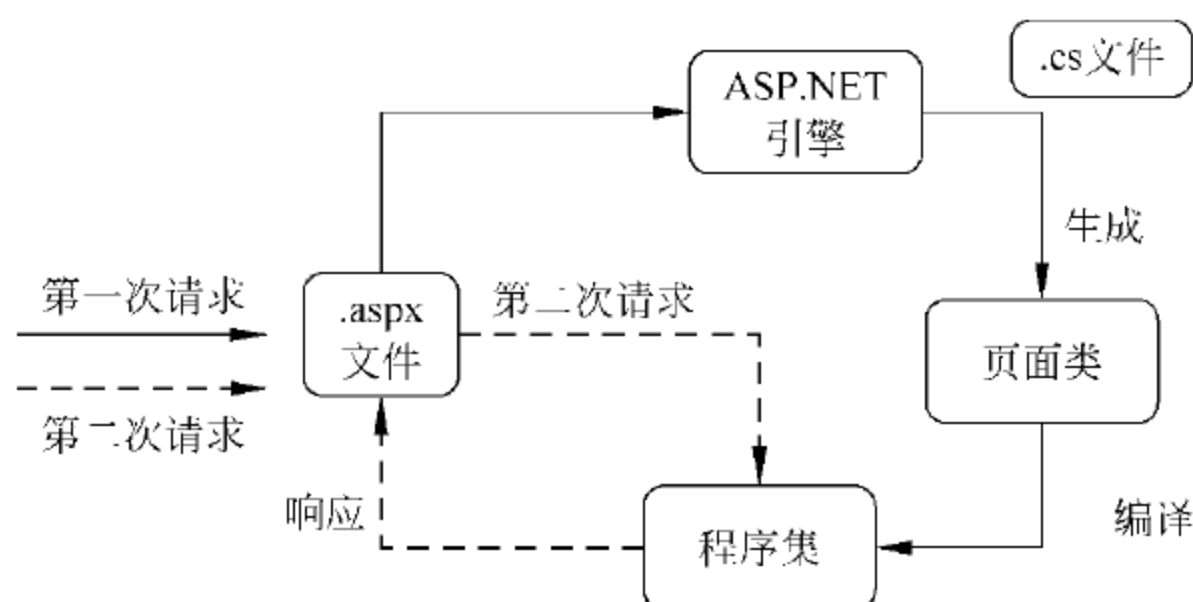 .cs文件
ASP.NET
引擎
生成
第一次请求
.aspx
文件
第二次请求
页面类
第二次请求
响应
程序集
编译